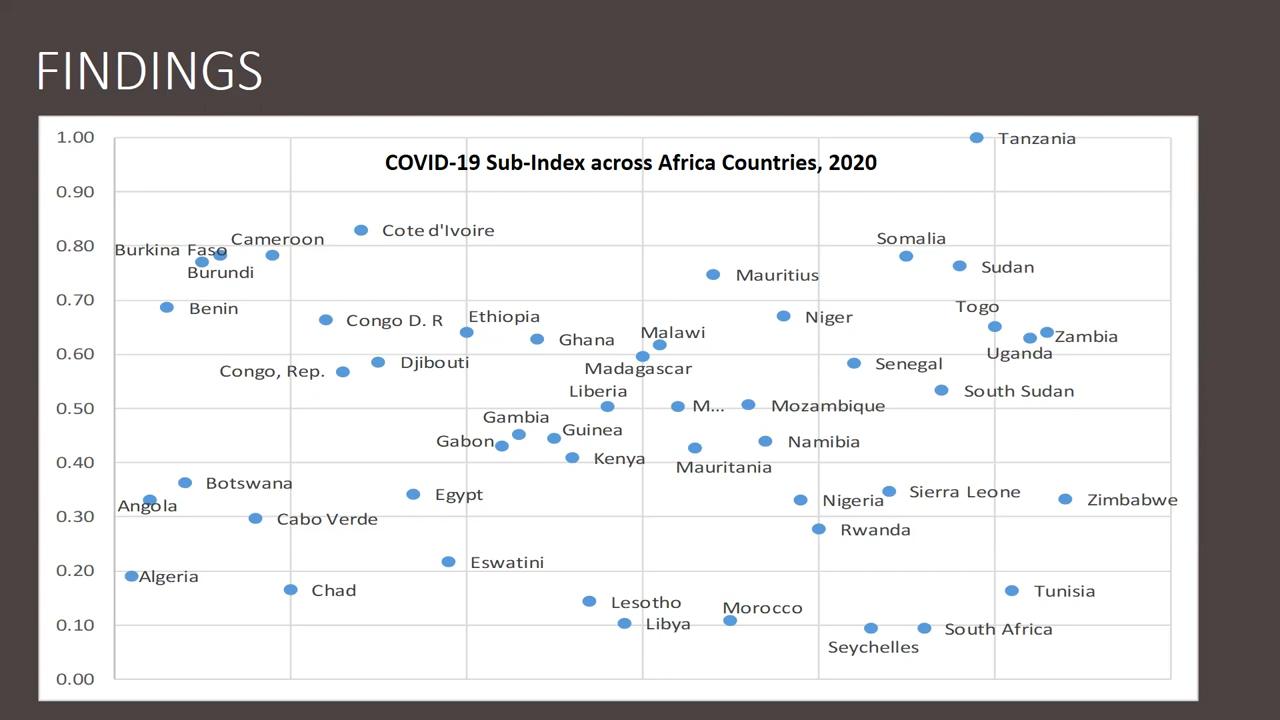 FINDINGS
COVID-19 Sub-Index across Africa Countries, 2020
1.00
0.90
0.80
0.70
0.60
0.50
0.40
0.30
0.20
0.10
0.00
Tanzania
Cote d'Ivoire
Cameroon
Somalia
Burkina Faso
Burundi
Sudan
Mauritius
Benin
Togo
Ethiopia
Niger
Congo D. R
Malawi
Zambia
Ghana
Uganda
Djibouti
Senegal
Madagascar
Congo, Rep.
Liberia
South Sudan
M...
Mozambique
Gambia
Guinea
Gabon
Namibia
Kenya
Mauritania
Botswana
Sierra Leone
Egypt
Nigeria
Zimbabwe
Angola
Cabo Verde
Rwanda
Eswatini
Algeria
Chad
Tunisia
Lesotho
Morocco
Libya
South Africa
Seychelles